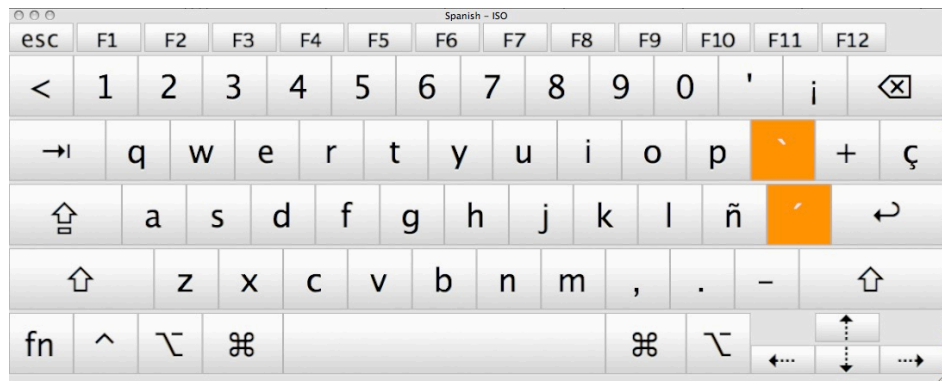 Spanish - ISO
esc F1 F2 F3 F4 F5 F6 F7 F8 F9 F10 F11 F12
< 1 2 3 4 5 6 7 8 9 0 ' ¡ ⌫
⇥ q w e r t y u i o p ` + ç
⇪ a s d f g h j k l ñ ´ ↩
⇧ z x c v b n m , . - ⇧
fn ^ ⌥ ⌘ ⌘ ⌥ ⇠ ⇡ ⇣ ⇢